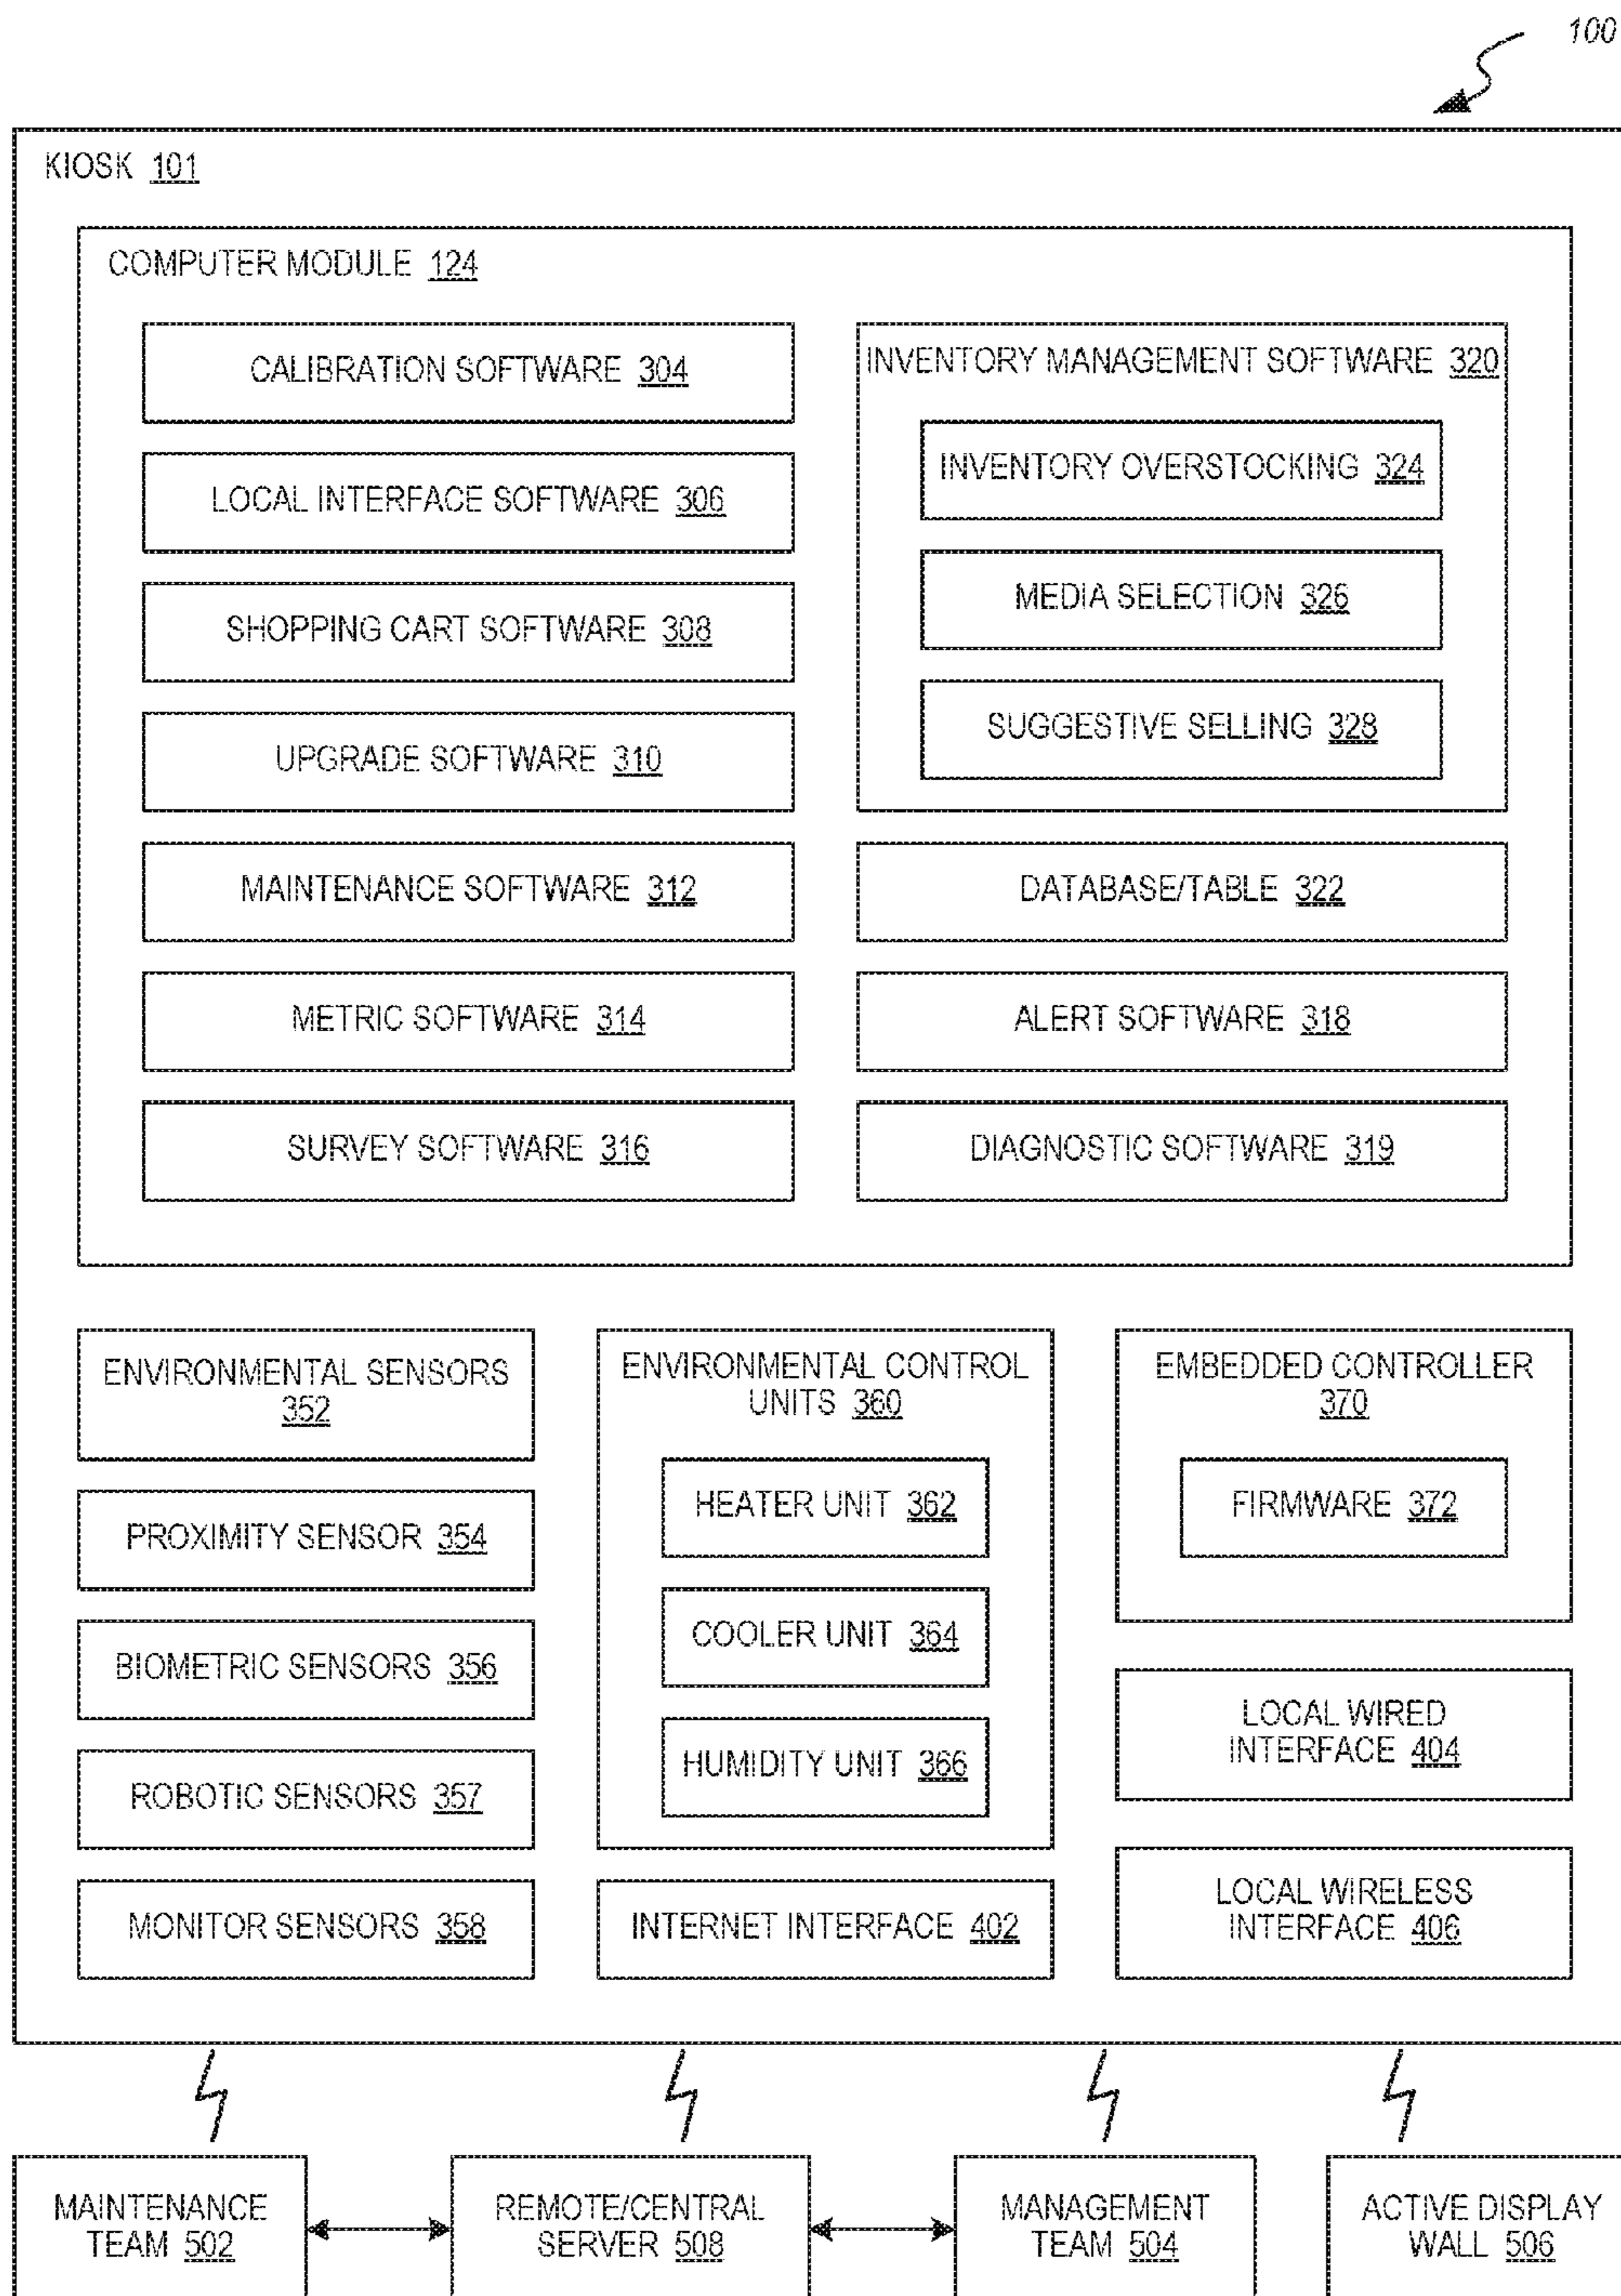 100
KIOSK 101
COMPUTER MODULE 124
CALIBRATION SOFTWARE 304
LOCAL INTERFACE SOFTWARE 306
SHOPPING CART SOFTWARE 308
UPGRADE SOFTWARE 310
MAINTENANCE SOFTWARE 312
METRIC SOFTWARE 314
SURVEY SOFTWARE 316
INVENTORY MANAGEMENT SOFTWARE 320
INVENTORY OVERSTOCKING 324
MEDIA SELECTION 326
SUGGESTIVE SELLING 328
DATABASE/TABLE 322
ALERT SOFTWARE 318
DIAGNOSTIC SOFTWARE 319
ENVIRONMENTAL SENSORS
352
PROXIMITY SENSOR 354
BIOMETRIC SENSORS 356
ROBOTIC SENSORS 357
MONITOR SENSORS 358
ENVIRONMENTAL CONTROL
UNITS 360
HEATER UNIT 362
COOLER UNIT 364
HUMIDITY UNIT 366
INTERNET INTERFACE 402
EMBEDDED CONTROLLER
370
FIRMWARE 372
LOCAL WIRED
INTERFACE 404
LOCAL WIRELESS
INTERFACE 406
MAINTENANCE
TEAM 502
REMOTE/CENTRAL
SERVER 508
MANAGEMENT
TEAM 504
ACTIVE DISPLAY
WALL 506